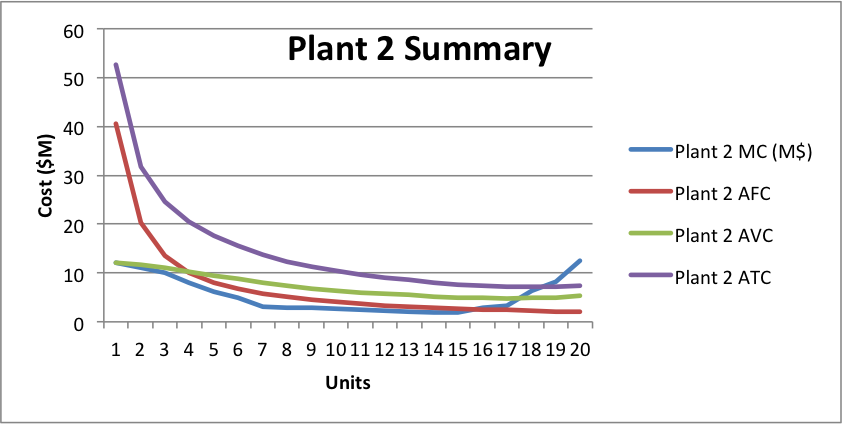 Plant 2 Summary
60
50
40
30
20
10
0
Cost ($M)
1 2 3 4 5 6 7 8 9 10 11 12 13 14 15 16 17 18 19 20
Units
Plant 2 MC (M$)
Plant 2 AFC
Plant 2 AVC
Plant 2 ATC